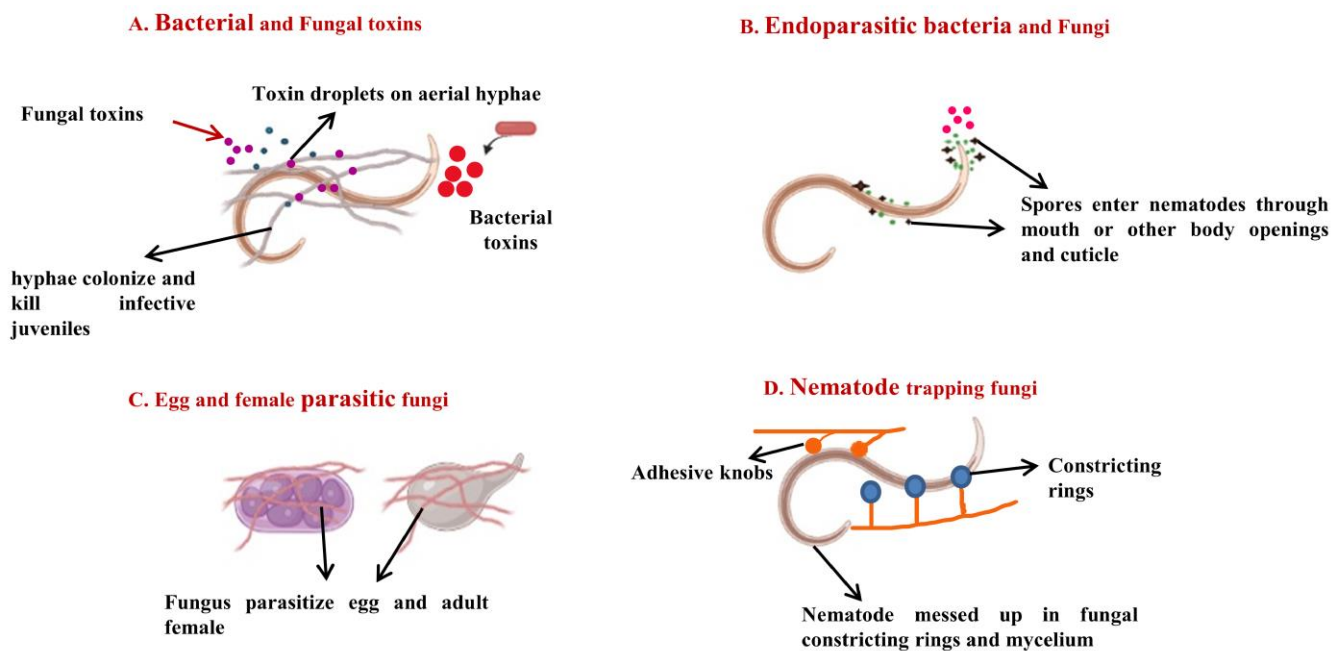 A. Bacterial and Fungal toxins
Toxin droplets on aerial hyphae
Fungal toxins
Bacterial
toxins
hyphae colonize and
kill infective
juveniles
B. Endoparasitic bacteria and Fungi
Spores enter nematodes through
mouth or other body openings
and cuticle
C. Egg and female parasitic fungi
Fungus parasitize egg and adult
female
D. Nematode trapping fungi
Adhesive knobs
Constricting
rings
Nematode messed up in fungal
constricting rings and mycelium